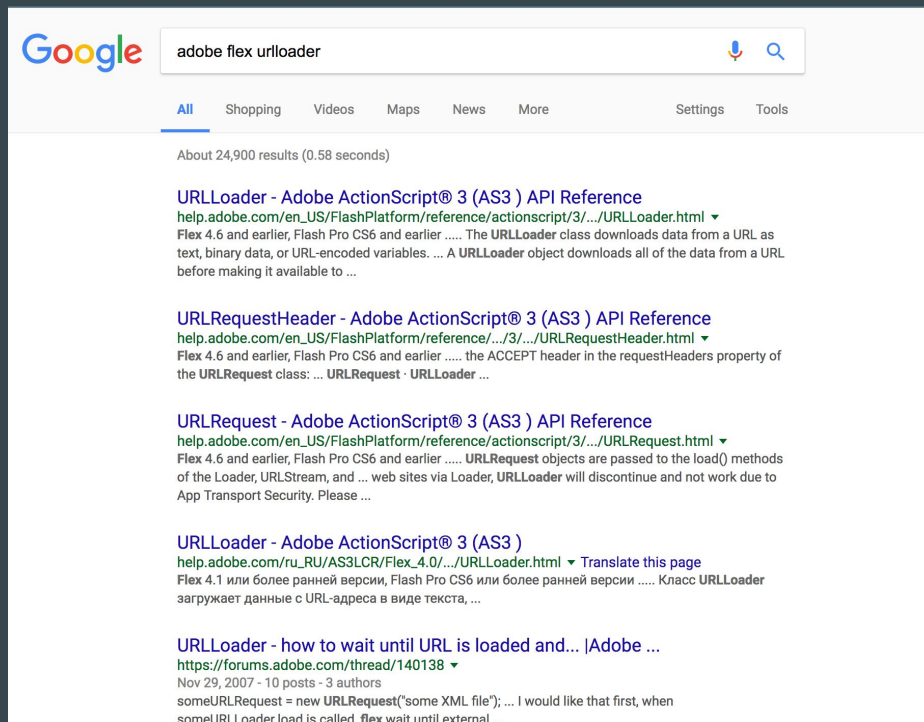 Google
adobe flex urlloader
All Shopping Videos Maps News More Settings Tools
About 24,900 results (0.58 seconds)
URLLoader - Adobe ActionScript® 3 (AS3 ) API Reference
help.adobe.com/en_US/FlashPlatform/reference/actionscript/3/.../URLLoader.html
Flex 4.6 and earlier, Flash Pro CS6 and earlier ..... The URLLoader class downloads data from a URL as
text, binary data, or URL-encoded variables. ... A URLLoader object downloads all of the data from a URL
before making it available to ...
URLRequestHeader - Adobe ActionScript® 3 (AS3 ) API Reference
help.adobe.com/en_US/FlashPlatform/reference/.../3/.../URLRequestHeader.html
Flex 4.6 and earlier, Flash Pro CS6 and earlier ..... the ACCEPT header in the requestHeaders property of
the URLRequest class: ... URLRequest · URLLoader ...
URLRequest - Adobe ActionScript® 3 (AS3 ) API Reference
help.adobe.com/en_US/FlashPlatform/reference/actionscript/3/.../URLRequest.html
Flex 4.6 and earlier, Flash Pro CS6 and earlier ..... URLRequest objects are passed to the load() methods
of the Loader, URLStream, and ... web sites via Loader, URLLoader will discontinue and not work due to
App Transport Security. Please ...
URLLoader - Adobe ActionScript® 3 (AS3 )
help.adobe.com/ru_RU/AS3LCR/Flex_4.0/.../URLLoader.html Translate this page
Flex 4.1 или более ранней версии, Flash Pro CS6 или более ранней версии ..... Класс URLLoader
загружает данные с URL-адреса в виде текста, ...
URLLoader - how to wait until URL is loaded and... |Adobe ...
https://forums.adobe.com/thread/140138
Nov 29, 2007 - 10 posts - 3 authors
someURLRequest = new URLRequest("some XML file"); ... I would like that first, when
someURLLoader.load is called, flex wait until external